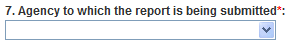 7. Agency to which the report is being submitted*: